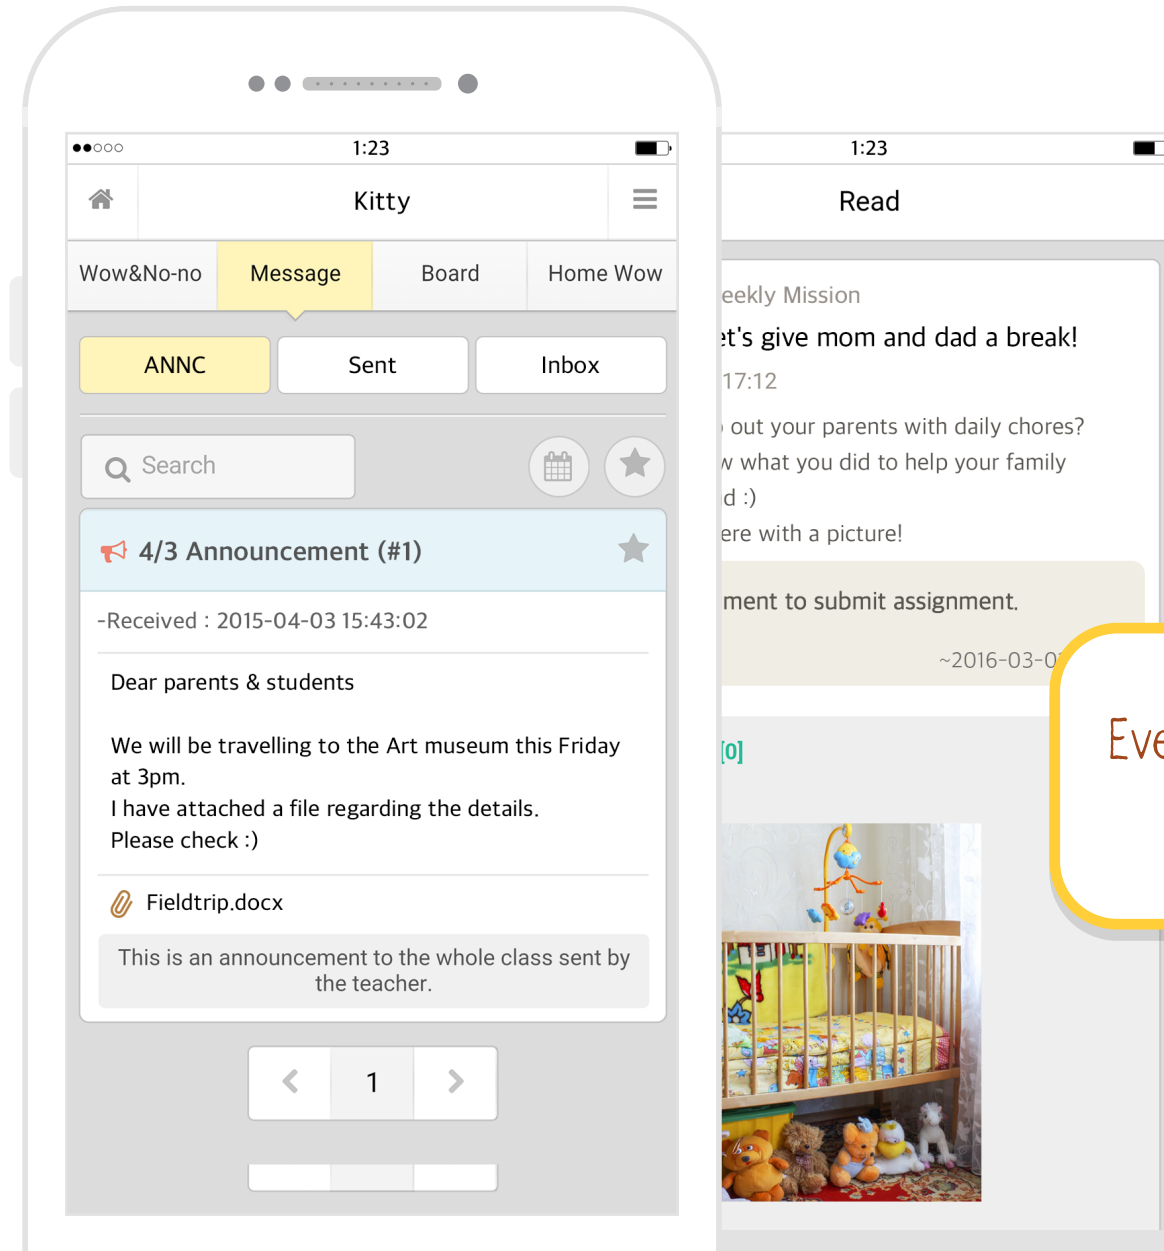 1:23
Kitty
Wow&No-no
Message
Board
Home Wow
ANNC
Sent
Inbox
Search
4/3 Announcement (#1)
-Received : 2015-04-03 15:43:02
Dear parents & students
We will be travelling to the Art museum this Friday
at 3pm.
I have attached a file regarding the details.
Please check :)
Fieldtrip.docx
This is an announcement to the whole class sent by
the teacher.
1
1:23
Read
Mission
give mom and dad a break!
17:12
out your parents with daily chores?
what you did to help your family
:)
with a picture!
to submit assignment.
~2016-03-0
[0]